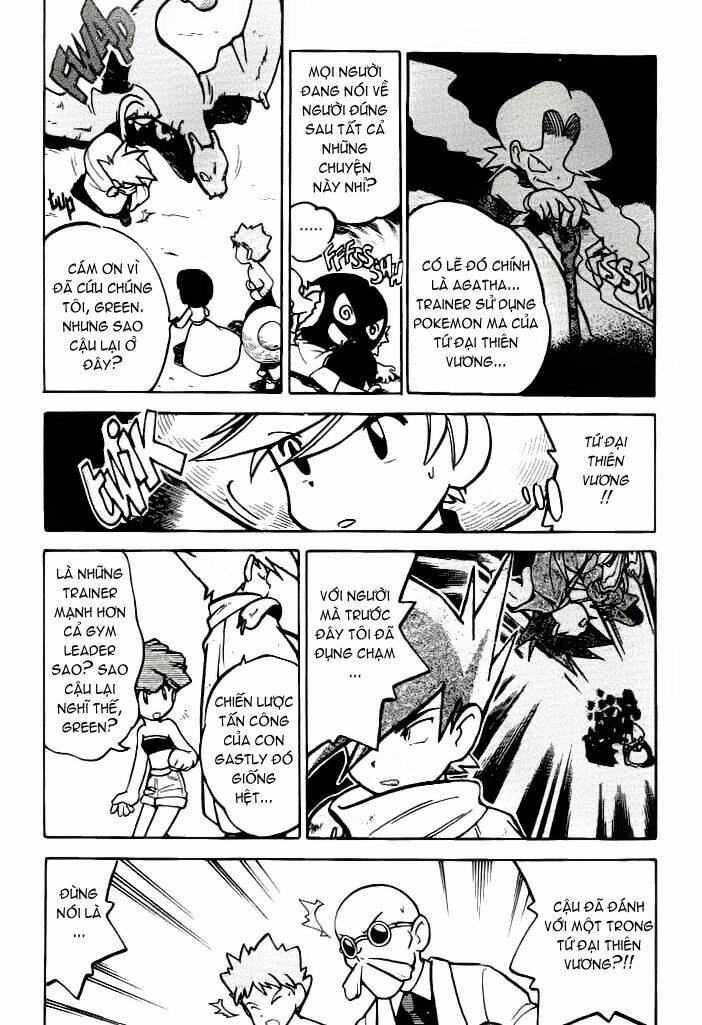 FWAP
TWP
CÁM ƠN VÌ
ĐÃ CỨU CHÚNG
TÔI, GREEN.
NHƯNG SAO
CẬU LẠI Ở
ĐÂY?
MỌI NGƯỜI
ĐANG NÓI VỀ
NGƯỜI ĐỨNG
SAU TẤT CẢ
NHỮNG
CHUYỆN
NÀY NHỈ?
......
FFFSSSSHH
CÓ LẼ ĐÓ CHÍNH
LÀ AGATHA...
TRAINER SỬ DỤNG
POKEMON MA CỦA
TỨ ĐẠI THIÊN
VƯƠNG...
FFSSSHH
TWIK
TỨ ĐẠI
THIÊN
VƯƠNG
!!
LÀ NHỮNG
TRAINER
MẠNH HƠN
CẢ GYM
LEADER
SAO? SAO
CẬU LẠI
NGHĨ THẾ,
GREEN?
CHIẾN LƯỢC
TẤN CÔNG
CỦA CON
GASTLY ĐÓ
GIỐNG
HỆT...
VỚI NGƯỜI
MÀ TRƯỚC
ĐÂY TÔI ĐÃ
ĐỤNG CHẠM
...
ĐỪNG
NÓI LÀ
...
CẬU ĐÃ ĐÁNH
VỚI MỘT TRONG
TỨ ĐẠI THIÊN
VƯƠNG?!!